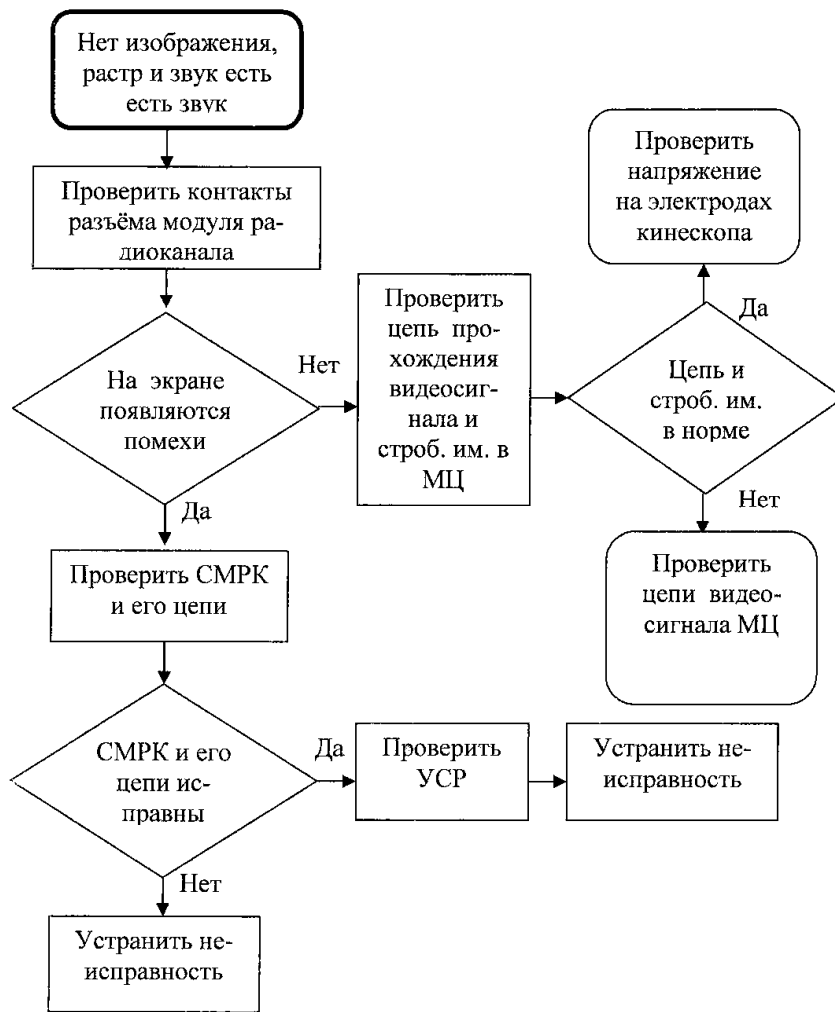 Нет изображения,
растр и звук есть
есть звук
Проверить контакты
разъёма модуля ра-
диоканала
На экране
появляются
помехи
Нет
Проверить
цепь про-
хождения
видеосиг-
нала и
строб. им. в
МЦ
Проверить
напряжение
на электродах
кинескопа
Да
Цепь и
строб. им.
в норме
Нет
Проверить
цепи видео-
сигнала МЦ
Да
Проверить СМРК
и его цепи
СМРК и его
цепи ис-
правны
Да
Проверить
УСР
Устранить не-
исправность
Нет
Устранить не-
исправность